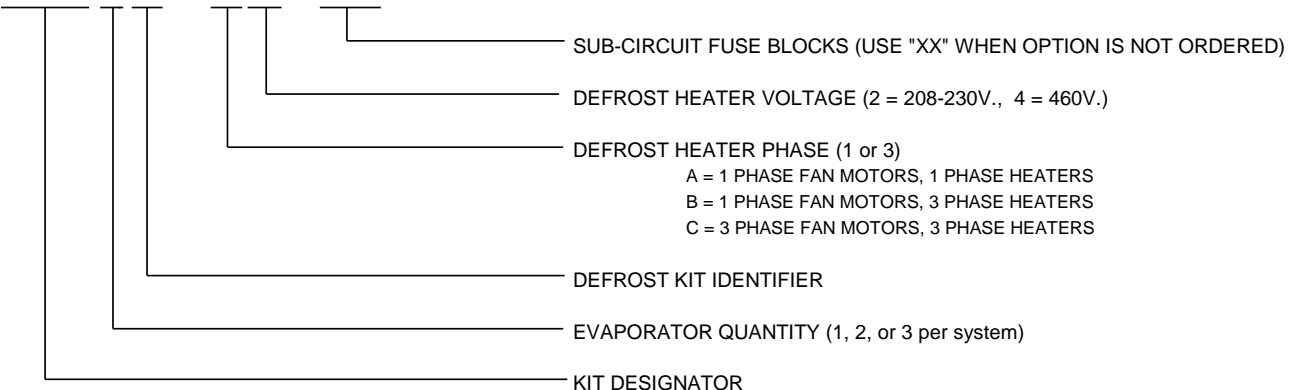 SUB-CIRCUIT FUSE BLOCKS (USE "XX" WHEN OPTION IS NOT ORDERED)
DEFROST HEATER VOLTAGE (2 = 208-230V., 4 = 460V.)
DEFROST HEATER PHASE (1 or 3)
A = 1 PHASE FAN MOTORS, 1 PHASE HEATERS
B = 1 PHASE FAN MOTORS, 3 PHASE HEATERS
C = 3 PHASE FAN MOTORS, 3 PHASE HEATERS
DEFROST KIT IDENTIFIER
EVAPORATOR QUANTITY (1, 2, or 3 per system)
KIT DESIGNATOR